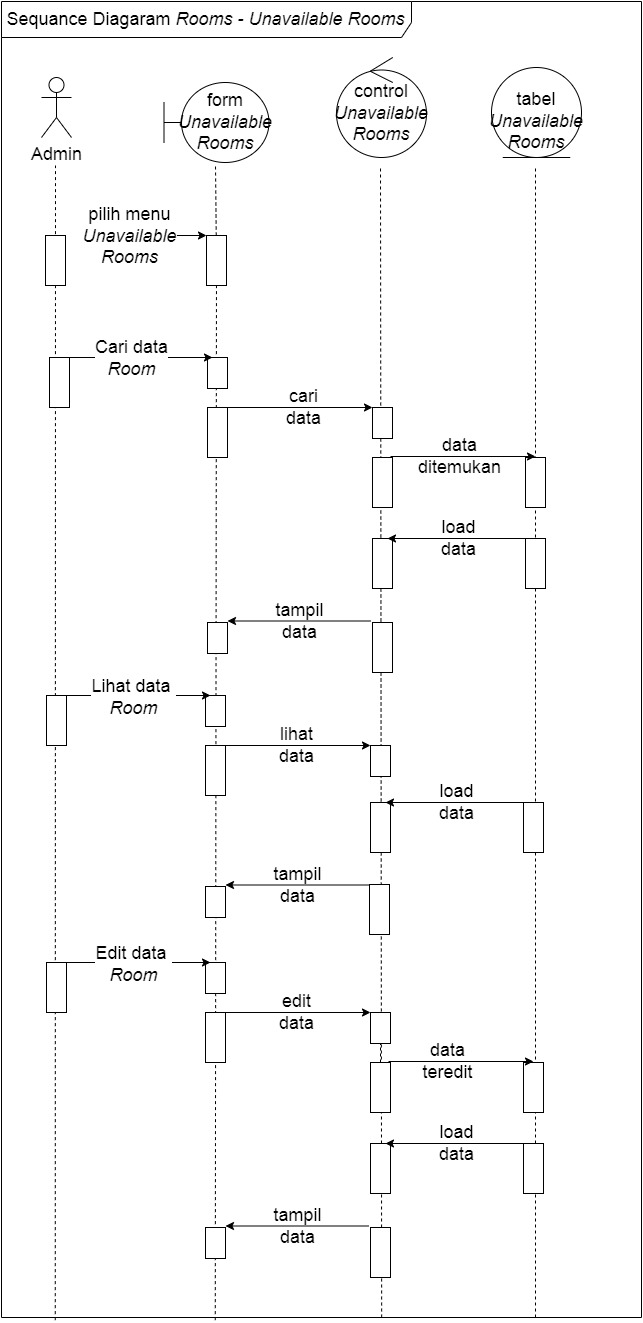 Sequance Diagaram Rooms - Unavailable Rooms
form
Unavailable
Rooms
control
Unavailable
Rooms
tabel
Unavailable
Rooms
Admin
pilih menu
Unavailable
Rooms
Cari data
Room
cari
data
data
ditemukan
load
data
tampil
data
Lihat data
Room
lihat
data
load
data
tampil
data
Edit data
Room
edit
data
data
teredit
load
data
tampil
data